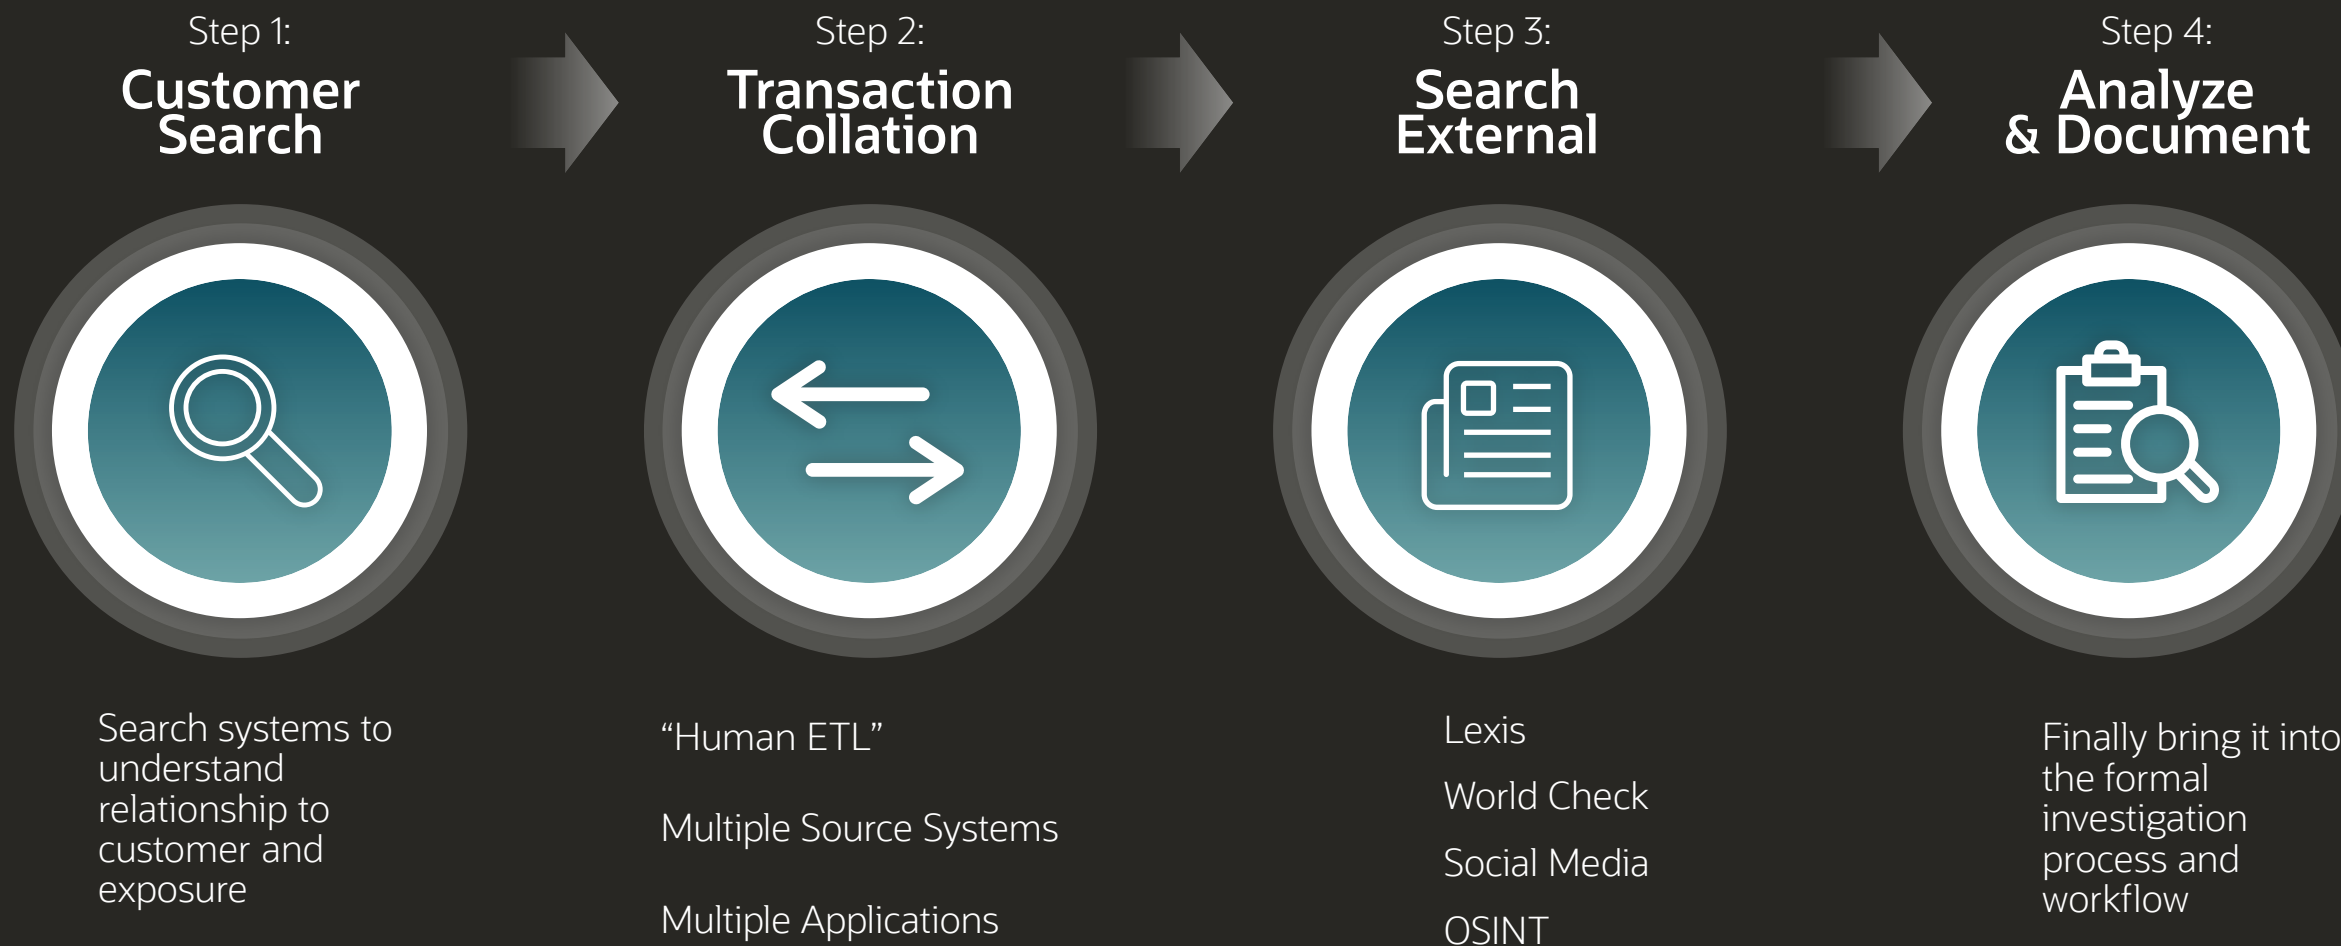 Step 1:
Customer
Search
Search systems to
understand
relationship to
customer and
exposure
Step 2:
Transaction
Collation
“Human ETL”
Multiple Source Systems
Multiple Applications
Step 3:
Search
External
Lexis
World Check
Social Media
OSINT
Step 4:
Analyze
& Document
Finally bring it into
the formal
investigation
process and
workflow